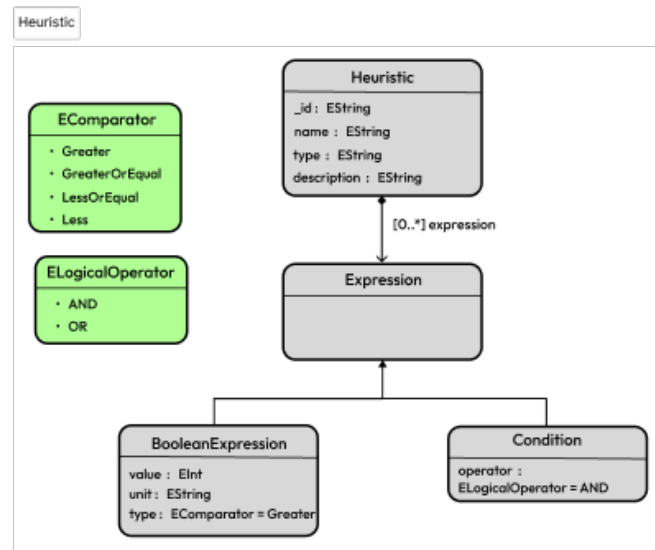 Heuristic
Heuristic
_id : EString
name : EString
type : EString
description : EString
EComparator
• Greater
• GreaterOrEqual
• LessOrEqual
• Less
[0..*] expression
ELogicalOperator
• AND
• OR
Expression
BooleanExpression
value : EInt
unit : EString
type : EComparator = Greater
Condition
operator :
ELogicalOperator = AND